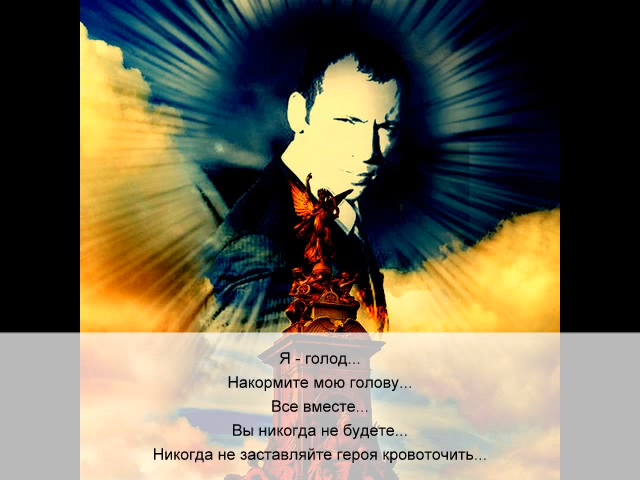 Я - голод...
Накормите мою голову...
Все вместе...
Вы никогда не будете...
Никогда не заставляйте героя кровоточить...